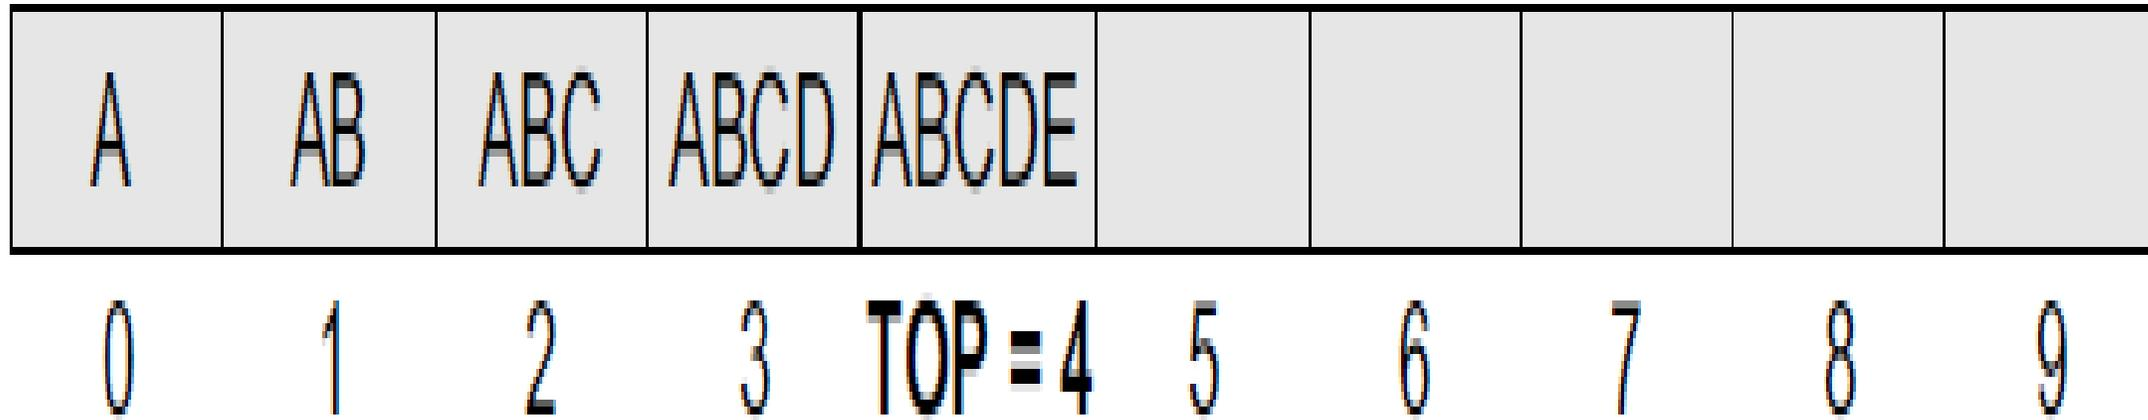 A AB ABC ABCD ABCDE
0 1 2 3 TOP = 4 5 6 7 8 9